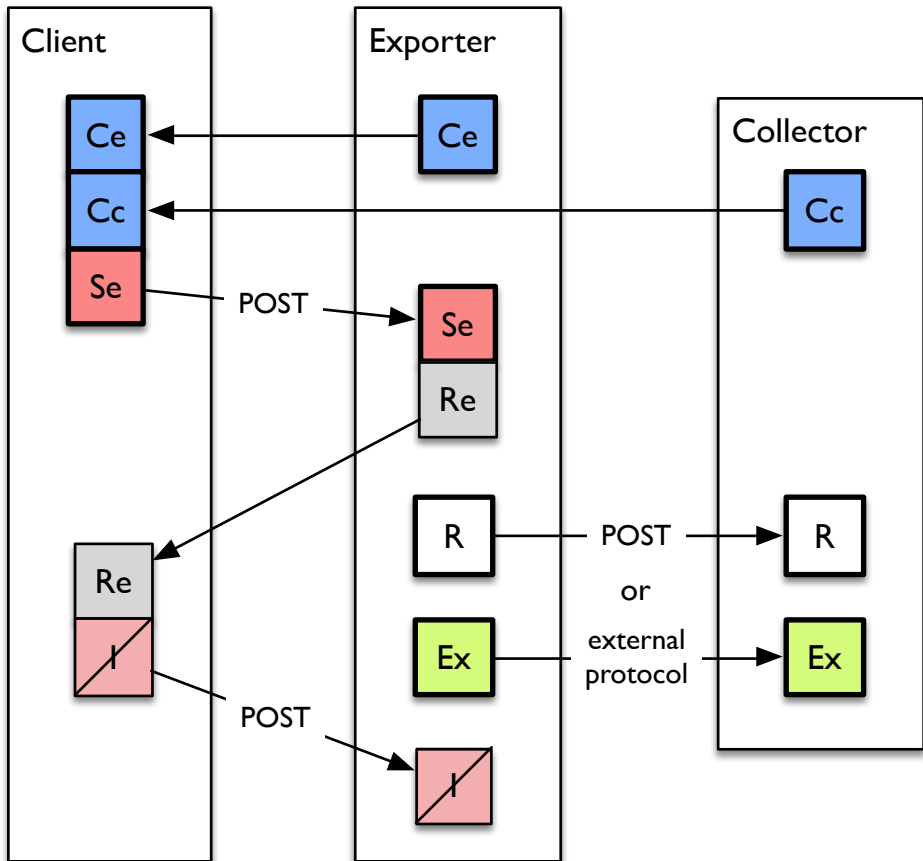 Client
Exporter
Collector
Ce
Ce
Cc
Cc
Se
POST
Se
Re
R
POST
R
or
Re
I
Ex
external
protocol
Ex
POST
I